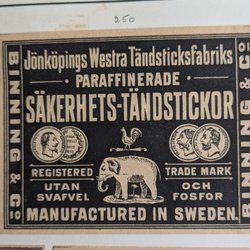 250
Jönköpings Westra Tändsticksfabriks
PARAFFINERADE
SÄKERHETS-TÄNDSTICKOR
BINNING & Co
BINNING & Co
REGISTERED
TRADE MARK
UTAN
OCH
SVAFVEL
FOSFOR
MANUFACTURED IN SWEDEN.